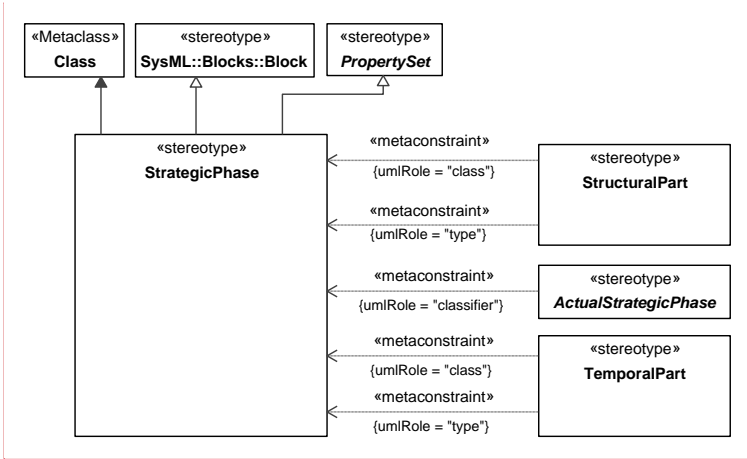 «Metaclass»
Class
«stereotype»
SysML::Blocks::Block
«stereotype»
PropertySet
«stereotype»
StrategicPhase
«metaconstraint»
{umlRole = "class"}
«metaconstraint»
{umlRole = "type"}
«stereotype»
StructuralPart
«metaconstraint»
{umlRole = "classifier"}
«stereotype»
ActualStrategicPhase
«metaconstraint»
{umlRole = "class"}
«metaconstraint»
{umlRole = "type"}
«stereotype»
TemporalPart